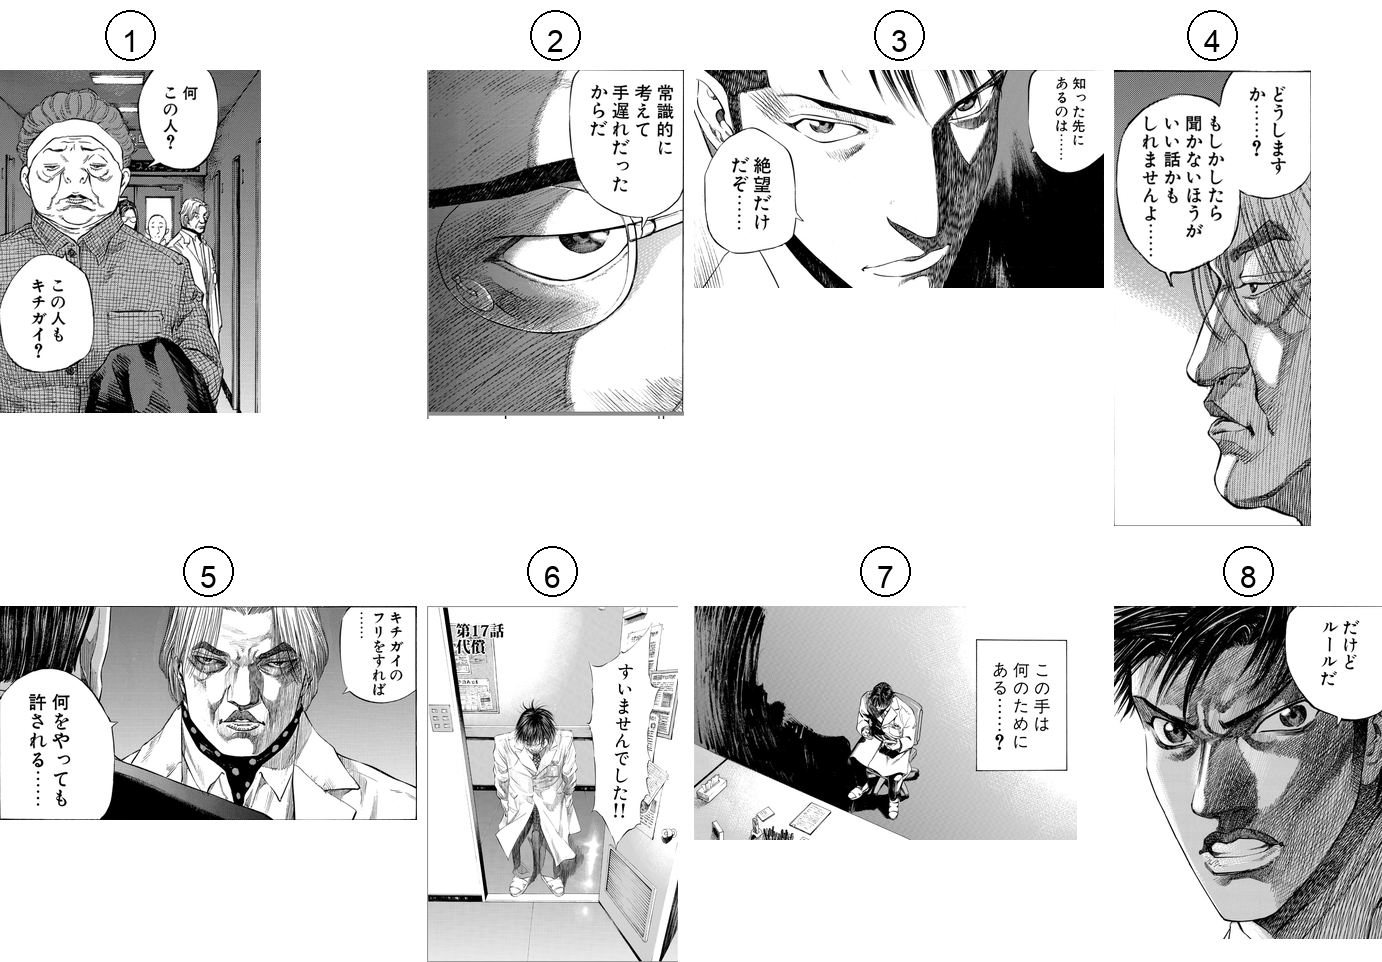 1
何
この人？
この人も
キチガイ？
2
常識的に
考えて
手遅れだった
からだ
3
知った先に
あるのは……
絶望だけ
だぞ……
4
どうします
か……？
もしかしたら
聞かないほうが
いい話かも
しれませんよ……
5
キチガイの
フリをすれば
……
何をやっても
許される……
6
第17話
代償
すいませんでした!!
7
この手は
何のために
ある……？
8
だけど
ルールだ